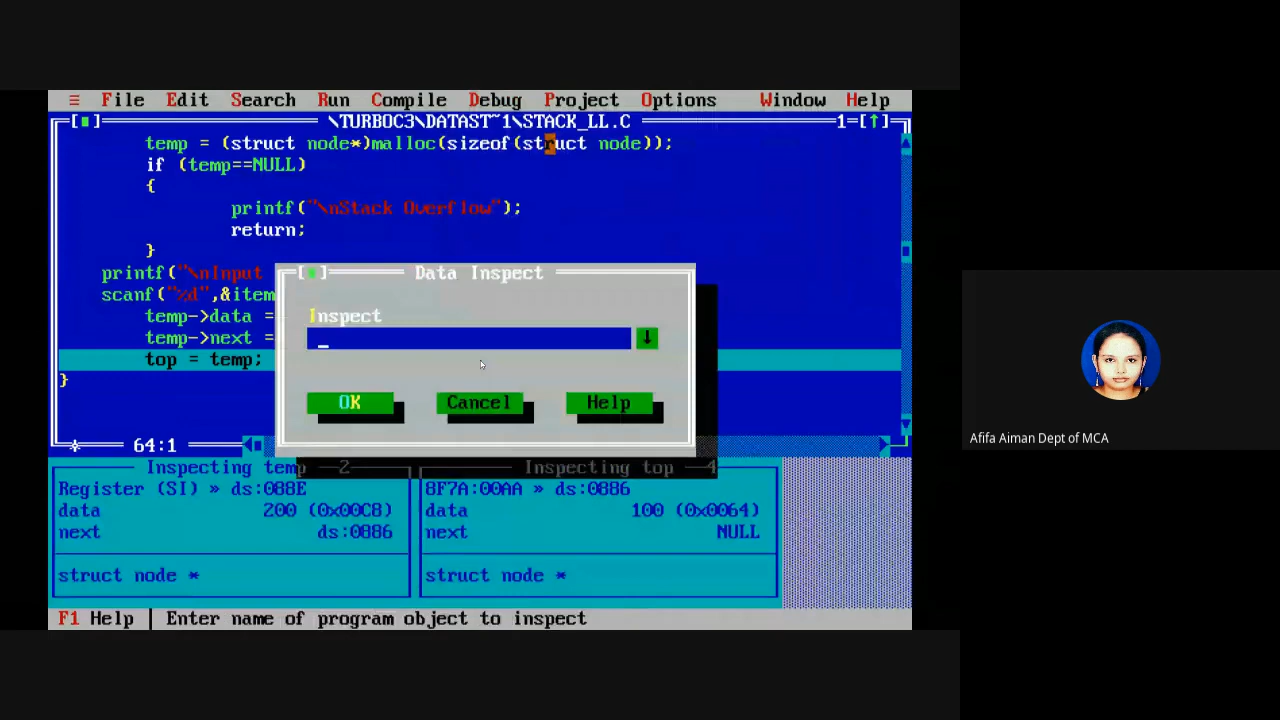 ≡ File Edit Search Run Compile Debug Project Options Window Help
\TURBOC3\DATAST~1\STACK_LL.C 1=[↑]
temp = (struct node*)malloc(sizeof(struct node));
if (temp==NULL)
{
printf("\nStack Overflow");
return;
}
printf("\nInput
scanf("%d",&item
temp->data =
temp->next =
top = temp;
}
64:1
Data Inspect
Inspect
_
↓
OK Cancel Help
Inspecting temp 2
Register (SI) » ds:088E
data 200 (0x00C8)
next ds:0886
struct node *
Inspecting top 4
8F7A:00AA » ds:0886
data 100 (0x0064)
next NULL
struct node *
F1 Help │ Enter name of program object to inspect
Afifa Aiman Dept of MCA